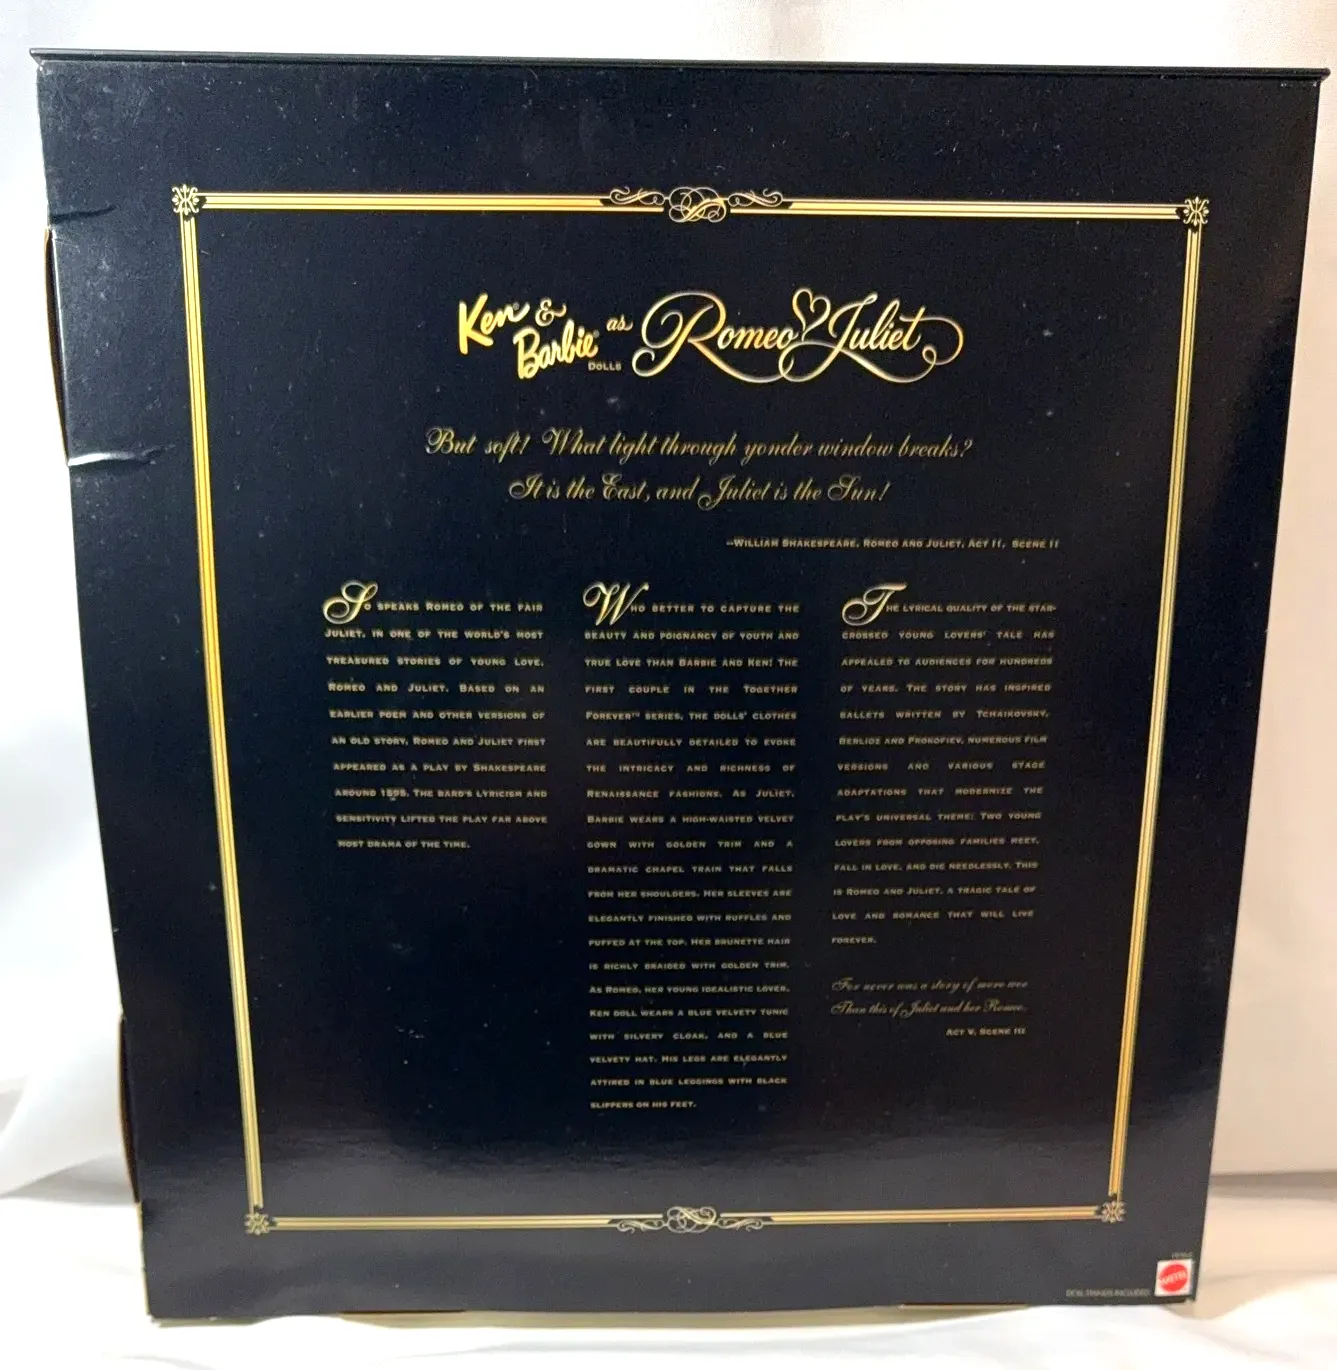 Ken® & Barbie® DOLLS as Romeo & Juliet
But soft! What light through yonder window breaks?
It is the East, and Juliet is the Sun!
--WILLIAM SHAKESPEARE, ROMEO AND JULIET, ACT II, SCENE II
SO SPEAKS ROMEO OF THE FAIR
JULIET, IN ONE OF THE WORLD'S MOST
TREASURED STORIES OF YOUNG LOVE,
ROMEO AND JULIET. BASED ON AN
EARLIER POEM AND OTHER VERSIONS OF
AN OLD STORY, ROMEO AND JULIET FIRST
APPEARED AS A PLAY BY SHAKESPEARE
AROUND 1595. THE BARD'S LYRICISM AND
SENSITIVITY LIFTED THE PLAY FAR ABOVE
MOST DRAMA OF THE TIME.
WHO BETTER TO CAPTURE THE
BEAUTY AND POIGNANCY OF YOUTH AND
TRUE LOVE THAN BARBIE AND KEN! THE
FIRST COUPLE IN THE TOGETHER
FOREVER™ SERIES, THE DOLLS' CLOTHES
ARE BEAUTIFULLY DETAILED TO EVOKE
THE INTRICACY AND RICHNESS OF
RENAISSANCE FASHIONS. AS JULIET,
BARBIE WEARS A HIGH-WAISTED VELVET
GOWN WITH GOLDEN TRIM AND A
DRAMATIC CHAPEL TRAIN THAT FALLS
FROM HER SHOULDERS. HER SLEEVES ARE
ELEGANTLY FINISHED WITH RUFFLES AND
PUFFED AT THE TOP. HER BRUNETTE HAIR
IS RICHLY BRAIDED WITH GOLDEN TRIM.
AS ROMEO, HER YOUNG IDEALISTIC LOVER,
KEN DOLL WEARS A BLUE VELVETY TUNIC
WITH SILVERY CLOAK, AND A BLUE
VELVETY HAT. HIS LEGS ARE ELEGANTLY
ATTIRED IN BLUE LEGGINGS WITH BLACK
SLIPPERS ON HIS FEET.
THE LYRICAL QUALITY OF THE STAR-
CROSSED YOUNG LOVERS' TALE HAS
APPEALED TO AUDIENCES FOR HUNDREDS
OF YEARS. THE STORY HAS INSPIRED
BALLETS WRITTEN BY TCHAIKOVSKY,
BERLIOZ AND PROKOFIEV, NUMEROUS FILM
VERSIONS AND VARIOUS STAGE
ADAPTATIONS THAT MODERNIZE THE
PLAY'S UNIVERSAL THEME: TWO YOUNG
LOVERS FROM OPPOSING FAMILIES MEET,
FALL IN LOVE, AND DIE NEEDLESSLY. THIS
IS ROMEO AND JULIET, A TRAGIC TALE OF
LOVE AND ROMANCE THAT WILL LIVE
FOREVER.
For never was a story of more woe
Than this of Juliet and her Romeo.
ACT V, SCENE III
INCLUDED
MATTEL